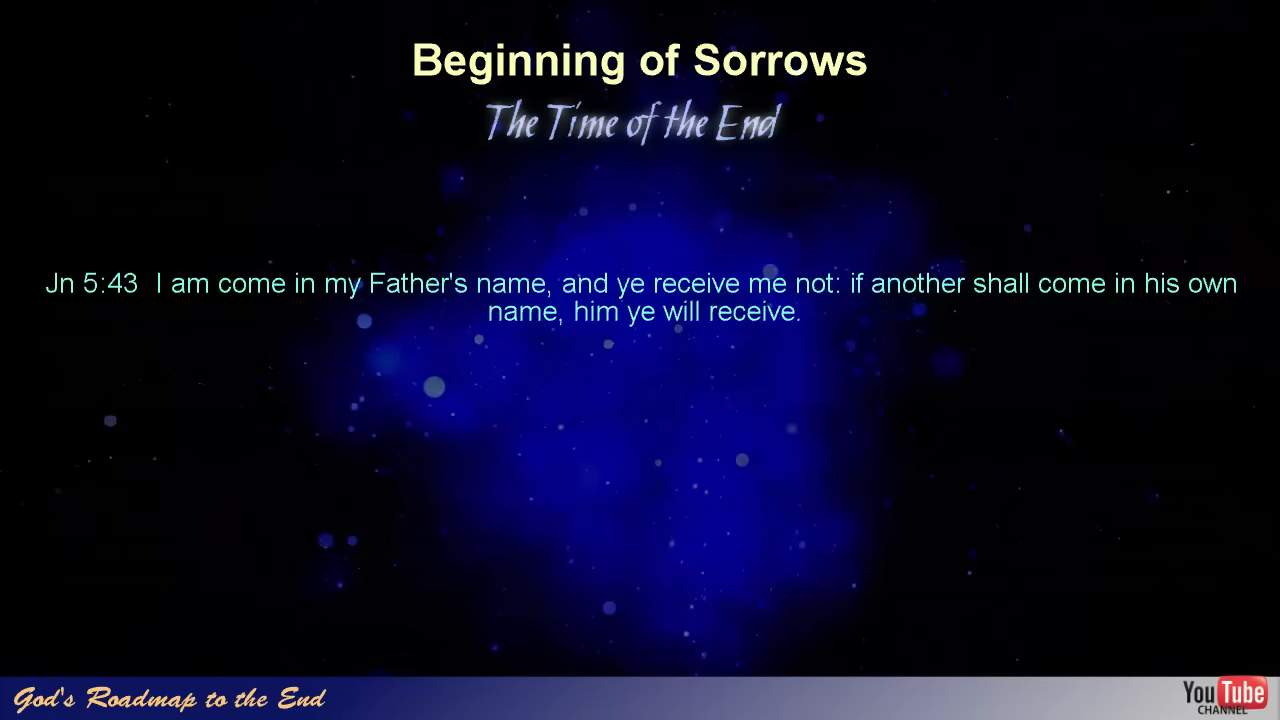 Beginning of Sorrows
The Time of the End
Jn 5:43  I am come in my Father's name, and ye receive me not: if another shall come in his own
name, him ye will receive.
God's Roadmap to the End
YouTube
CHANNEL